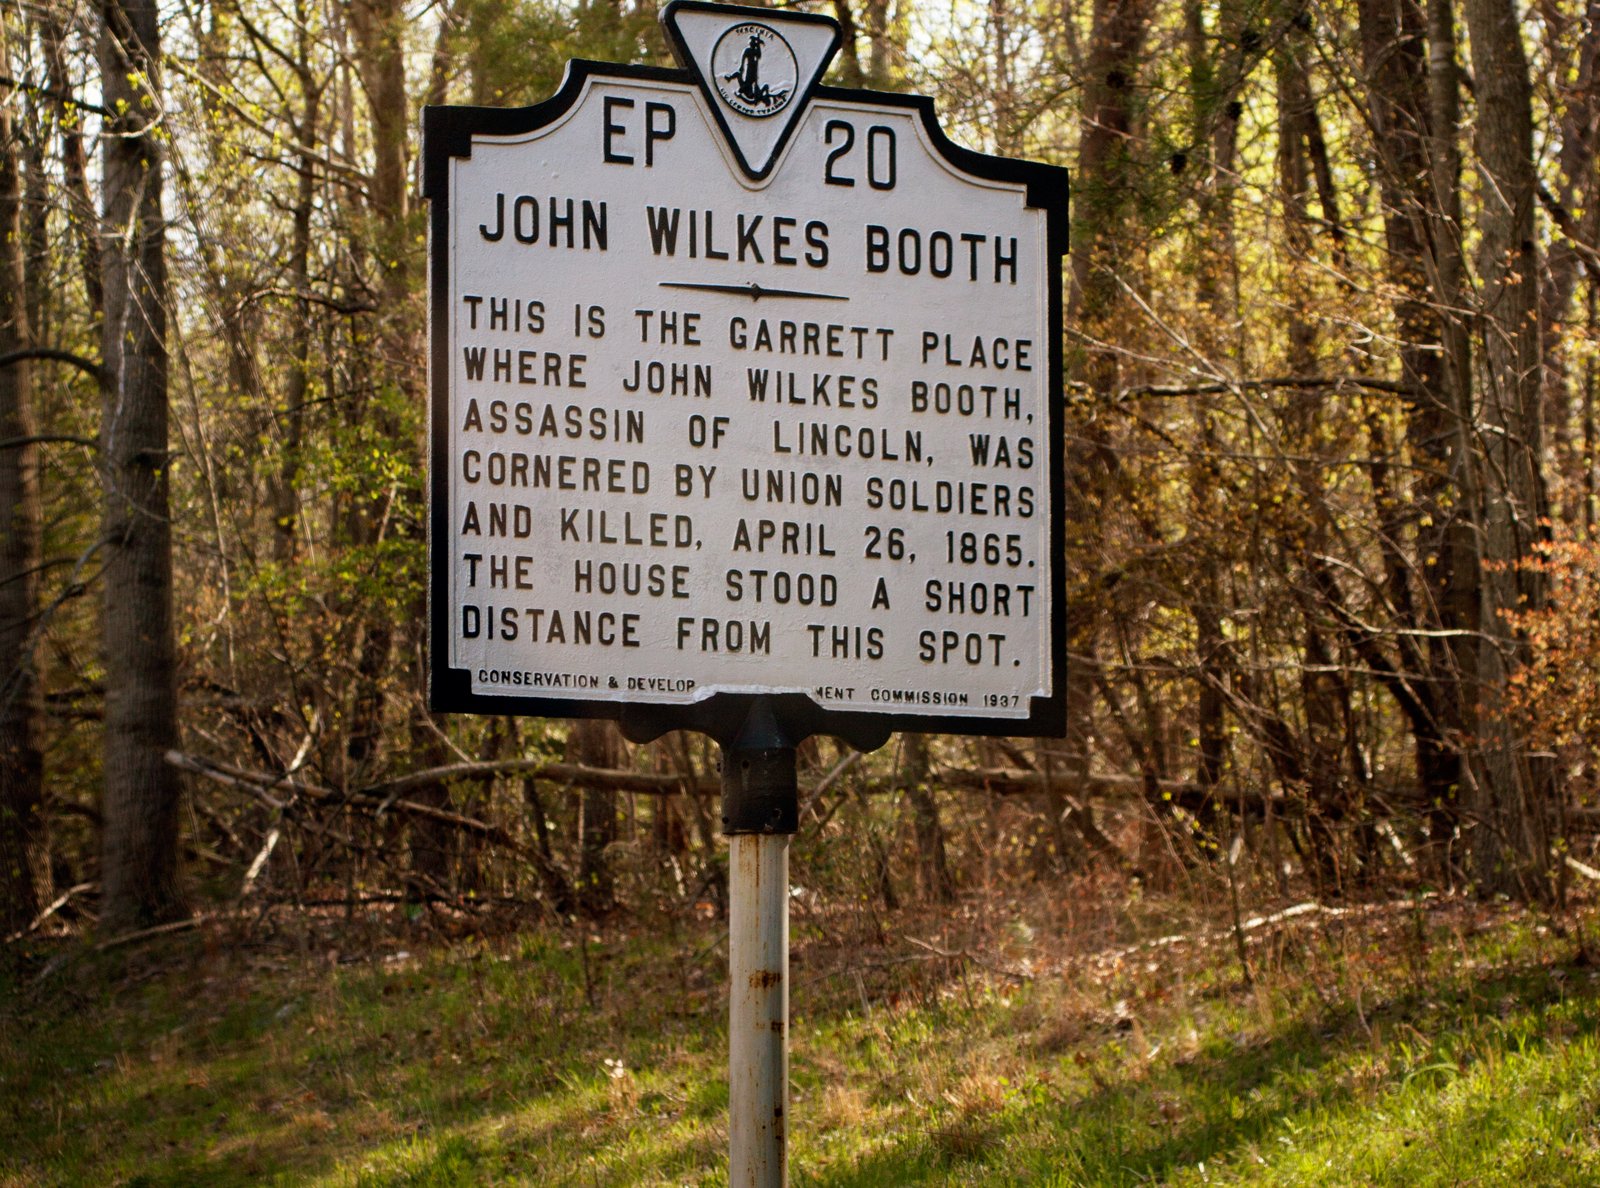 VIRGINIA
EP 20
JOHN WILKES BOOTH
THIS IS THE GARRETT PLACE
WHERE JOHN WILKES BOOTH,
ASSASSIN OF LINCOLN, WAS
CORNERED BY UNION SOLDIERS
AND KILLED, APRIL 26, 1865.
THE HOUSE STOOD A SHORT
DISTANCE FROM THIS SPOT.
CONSERVATION & DEVELOPMENT COMMISSION 1937